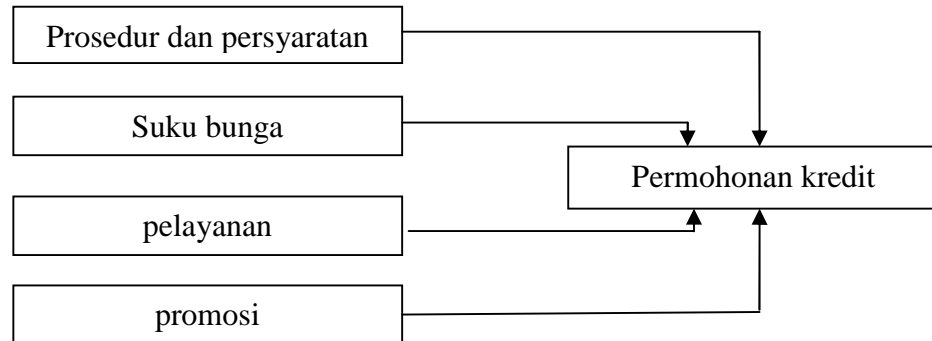 Prosedur dan persyaratan
Suku bunga
Permohonan kredit
pelayanan
promosi